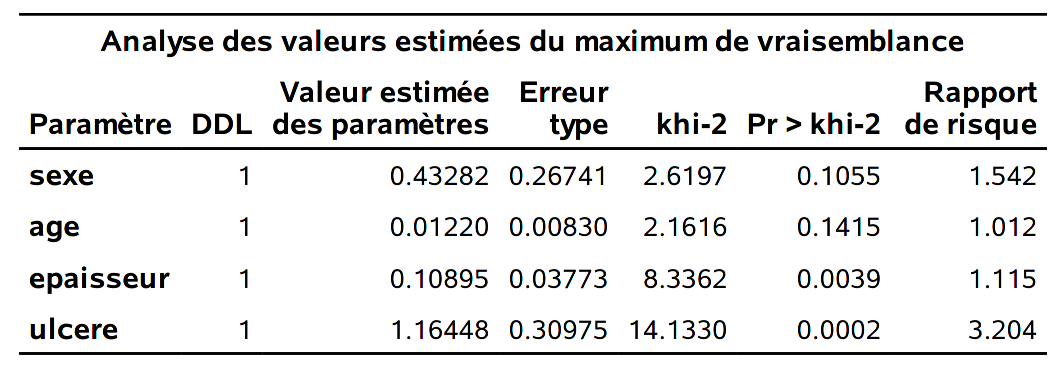 Analyse des valeurs estimées du maximum de vraisemblance
Paramètre DDL Valeur estimée des paramètres Erreur type khi-2 Pr > khi-2 Rapport de risque
sexe 1 0.43282 0.26741 2.6197 0.1055 1.542
age 1 0.01220 0.00830 2.1616 0.1415 1.012
epaisseur 1 0.10895 0.03773 8.3362 0.0039 1.115
ulcere 1 1.16448 0.30975 14.1330 0.0002 3.204